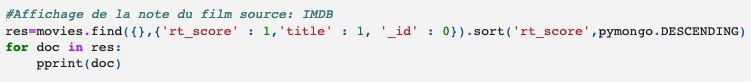 #Affichage de la note du film source: IMDB
res=movies.find({},{'rt_score' : 1,'title' : 1, '_id' : 0}).sort('rt_score',pymongo.DESCENDING)
for doc in res:
    pprint(doc)